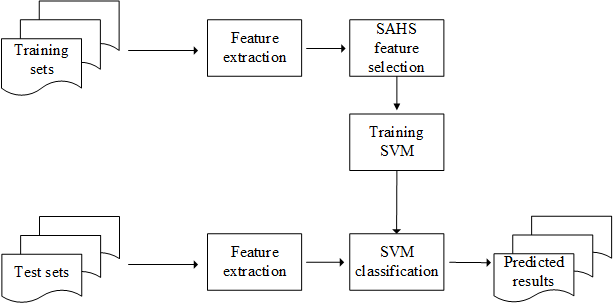 Training
sets
Feature
extraction
SAHS
feature
selection
Training
SVM
Test sets
Feature
extraction
SVM
classification
Predicted
results